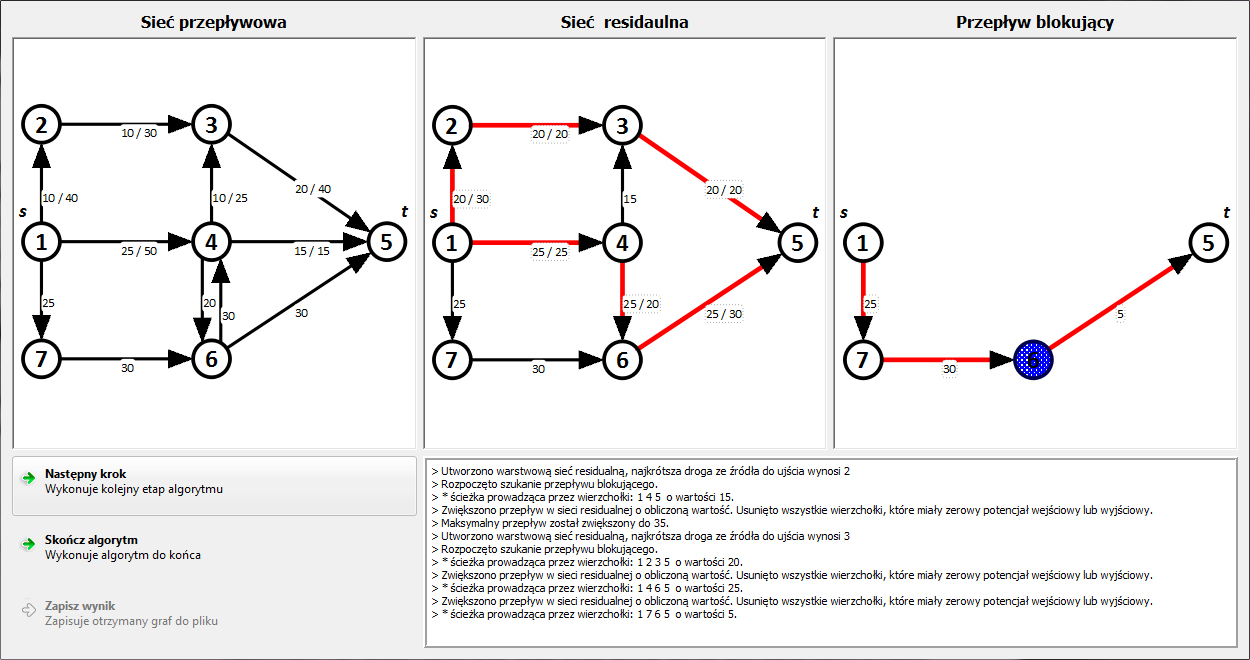 Sieć przepływowa
Sieć residaulna
Przepływ blokujący
2
10 / 30
3
10 / 40
10 / 25
20 / 40
s
t
1
25 / 50
4
15 / 15
5
25
20
30
30
7
30
6
2
20 / 20
3
20 / 30
15
20 / 20
s
t
1
25 / 25
4
5
25
25 / 20
25 / 30
7
30
6
s
t
1
5
25
5
7
30
6
Następny krok
Wykonuje kolejny etap algorytmu
Skończ algorytm
Wykonuje algorytm do końca
Zapisz wynik
Zapisuje otrzymany graf do pliku
> Utworzono warstwową sieć residualną, najkrótsza droga ze źródła do ujścia wynosi 2
> Rozpoczęto szukanie przepływu blokującego.
> * ścieżka prowadząca przez wierzchołki: 1 4 5 o wartości 15.
> Zwiększono przepływ w sieci residualnej o obliczoną wartość. Usunięto wszystkie wierzchołki, które miały zerowy potencjał wejściowy lub wyjściowy.
> Maksymalny przepływ został zwiększony do 35.
> Utworzono warstwową sieć residualną, najkrótsza droga ze źródła do ujścia wynosi 3
> Rozpoczęto szukanie przepływu blokującego.
> * ścieżka prowadząca przez wierzchołki: 1 2 3 5 o wartości 20.
> Zwiększono przepływ w sieci residualnej o obliczoną wartość. Usunięto wszystkie wierzchołki, które miały zerowy potencjał wejściowy lub wyjściowy.
> * ścieżka prowadząca przez wierzchołki: 1 4 6 5 o wartości 25.
> Zwiększono przepływ w sieci residualnej o obliczoną wartość. Usunięto wszystkie wierzchołki, które miały zerowy potencjał wejściowy lub wyjściowy.
> * ścieżka prowadząca przez wierzchołki: 1 7 6 5 o wartości 5.